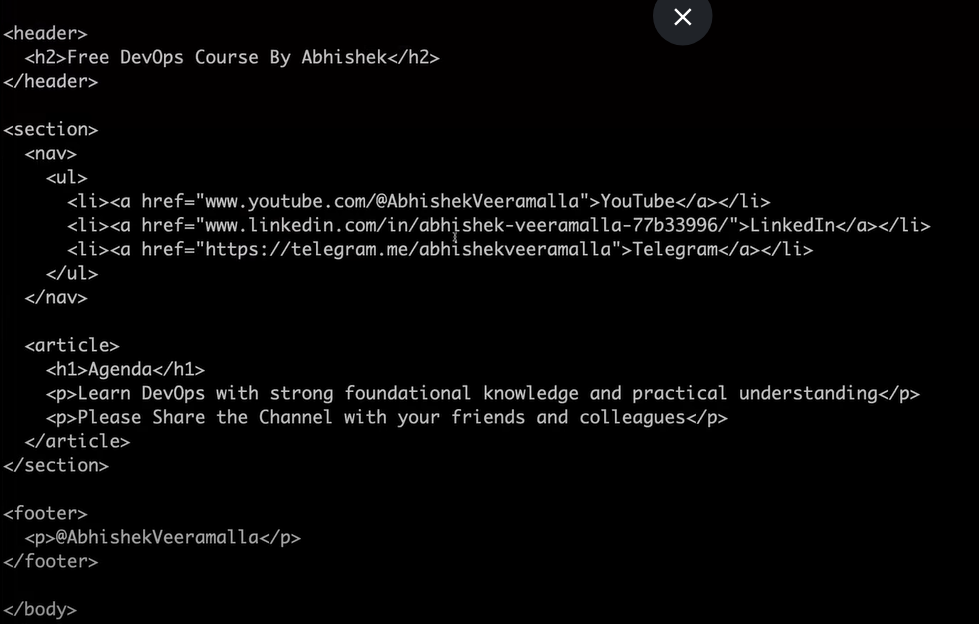 <header>
  <h2>Free DevOps Course By Abhishek</h2>
</header>

<section>
  <nav>
    <ul>
      <li><a href="www.youtube.com/@AbhishekVeeramalla">YouTube</a></li>
      <li><a href="www.linkedin.com/in/abhishek-veeramalla-77b33996/">LinkedIn</a></li>
      <li><a href="https://telegram.me/abhishekveeramalla">Telegram</a></li>
    </ul>
  </nav>

  <article>
    <h1>Agenda</h1>
    <p>Learn DevOps with strong foundational knowledge and practical understanding</p>
    <p>Please Share the Channel with your friends and colleagues</p>
  </article>
</section>

<footer>
  <p>@AbhishekVeeramalla</p>
</footer>

</body>